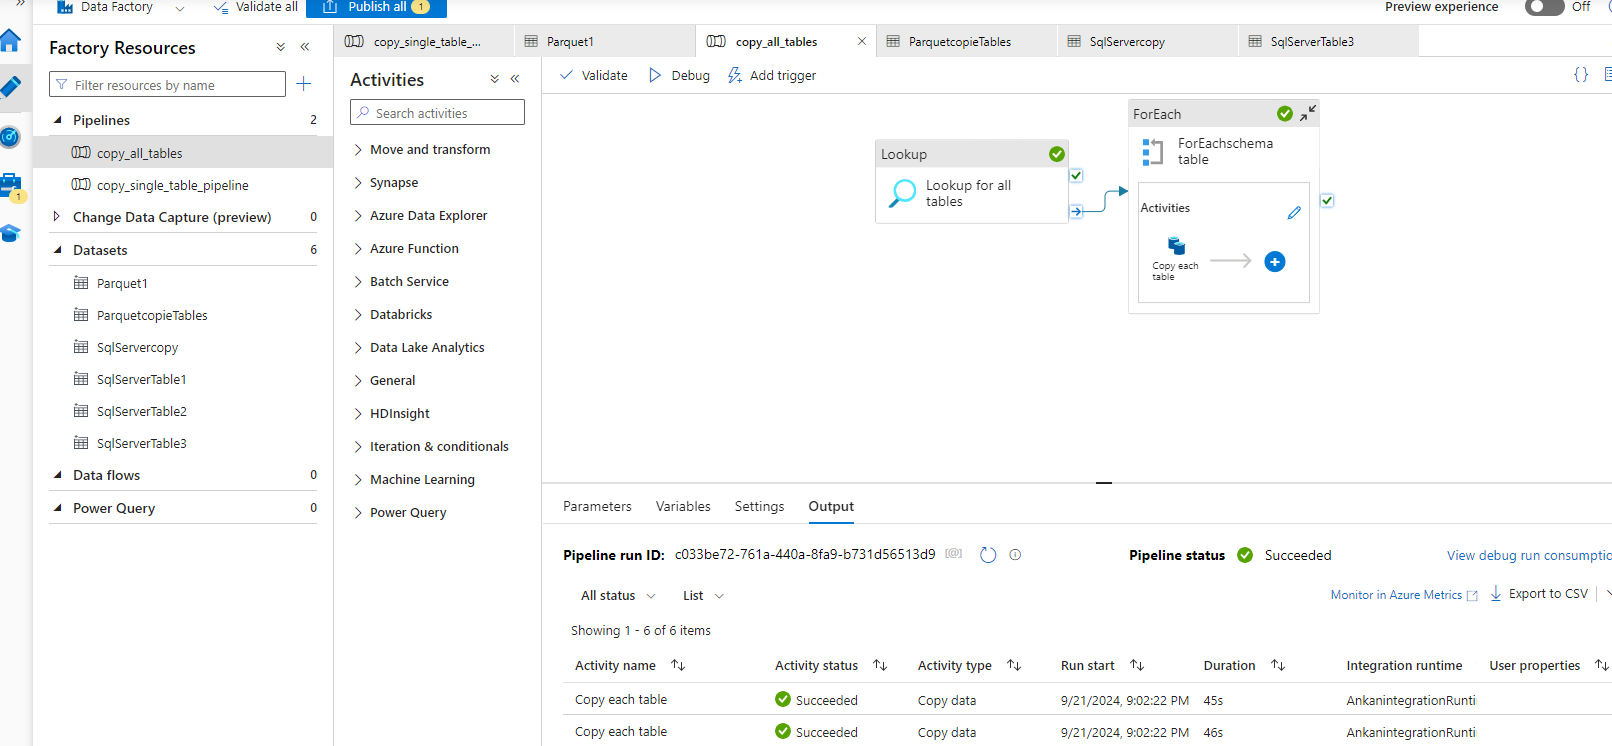 »
Data Factory
Validate all
Publish all 1
Preview experience
Off
1
Factory Resources
Filter resources by name
Pipelines 2
copy_all_tables
copy_single_table_pipeline
Change Data Capture (preview) 0
Datasets 6
Parquet1
ParquetcopieTables
SqlServercopy
SqlServerTable1
SqlServerTable2
SqlServerTable3
Data flows 0
Power Query 0
copy_single_table_...
Parquet1
copy_all_tables
ParquetcopieTables
SqlServercopy
SqlServerTable3
Activities
Search activities
Move and transform
Synapse
Azure Data Explorer
Azure Function
Batch Service
Databricks
Data Lake Analytics
General
HDInsight
Iteration & conditionals
Machine Learning
Power Query
Validate
Debug
Add trigger
{}
Lookup
Lookup for all
tables
ForEach
ForEachschema
table
Activities
Copy each
table
Parameters
Variables
Settings
Output
Pipeline run ID: c033be72-761a-440a-8fa9-b731d56513d9 [@]
Pipeline status Succeeded
View debug run consumptio
All status
List
Monitor in Azure Metrics
Export to CSV
Showing 1 - 6 of 6 items
Activity name Activity status Activity type Run start Duration Integration runtime User properties
Copy each table Succeeded Copy data 9/21/2024, 9:02:22 PM 45s AnkanintegrationRunti
Copy each table Succeeded Copy data 9/21/2024, 9:02:22 PM 46s AnkanintegrationRunti